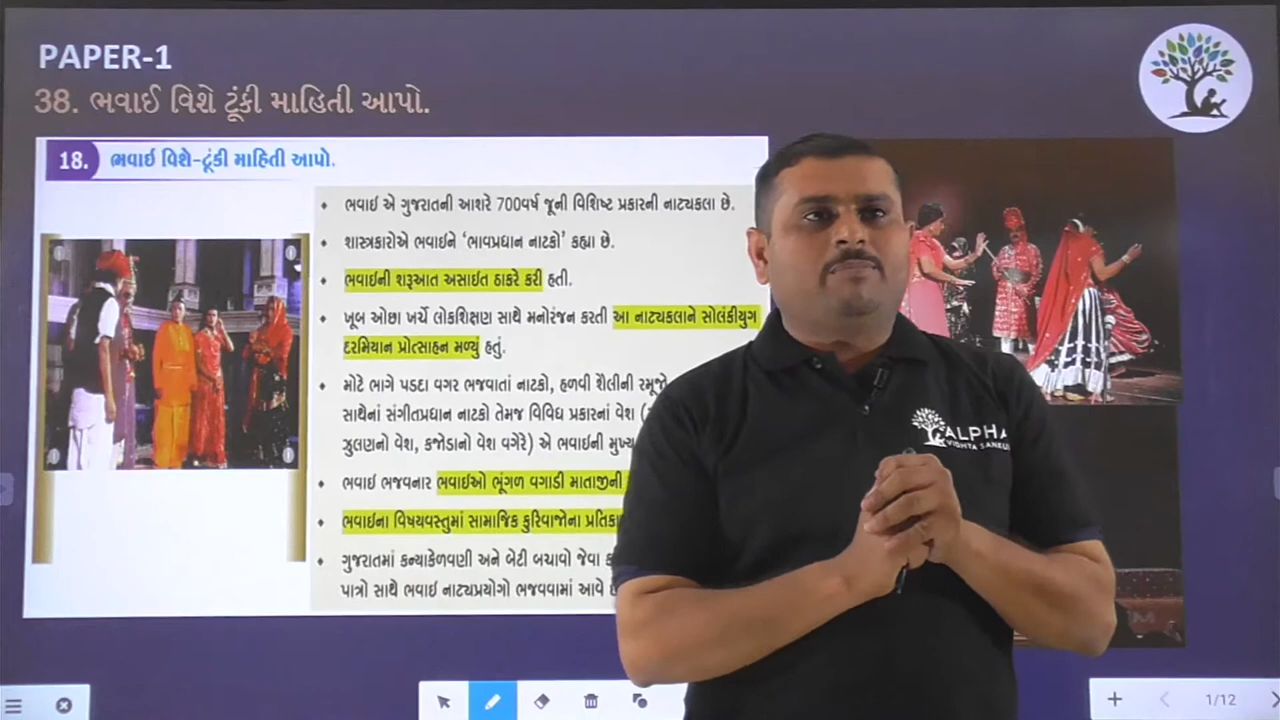 PAPER-1
38. ભવાઈ વિશે ટૂંકી માહિતી આપો.
18. ભવાઇ વિશે-ટૂંકી માહિતી આપો.
• ભવાઈ એ ગુજરાતની આશરે 700વર્ષ જૂની વિશિષ્ટ પ્રકારની નાટ્યકલા છે.
• શાસ્ત્રકારોએ ભવાઈને ‘ભાવપ્રધાન નાટકો’ કહ્યા છે.
• ભવાઈની શરૂઆત અસાઈત ઠાકરે કરી હતી.
• ખૂબ ઓછા ખર્ચે લોકશિક્ષણ સાથે મનોરંજન કરતી આ નાટ્યકલાને સોલંકીયુગ
દરમિયાન પ્રોત્સાહન મળ્યું હતું.
• મોટે ભાગે પડદા વગર ભજવાતાં નાટકો, હળવી શૈલીની રમૂજો
સાથેનાં સંગીતપ્રધાન નાટકો તેમજ વિવિધ પ્રકારનાં વેશ
ઝુલણનો વેશ, કજોડાનો વેશ વગેરે) એ ભવાઈની મુખ્ય
• ભવાઈ ભજવનાર ભવાઈઓ ભૂંગળ વગાડી માતાજીની
• ભવાઈના વિષયવસ્તુમાં સામાજિક કુરિવાજોના
• ગુજરાતમાં કન્યાકેળવણી અને બેટી બચાવો જેવા
પાત્રો સાથે ભવાઈ નાટ્યપ્રયોગો ભજવવામાં આવે
ALPHA
VIDHYA SANKUL
1/12